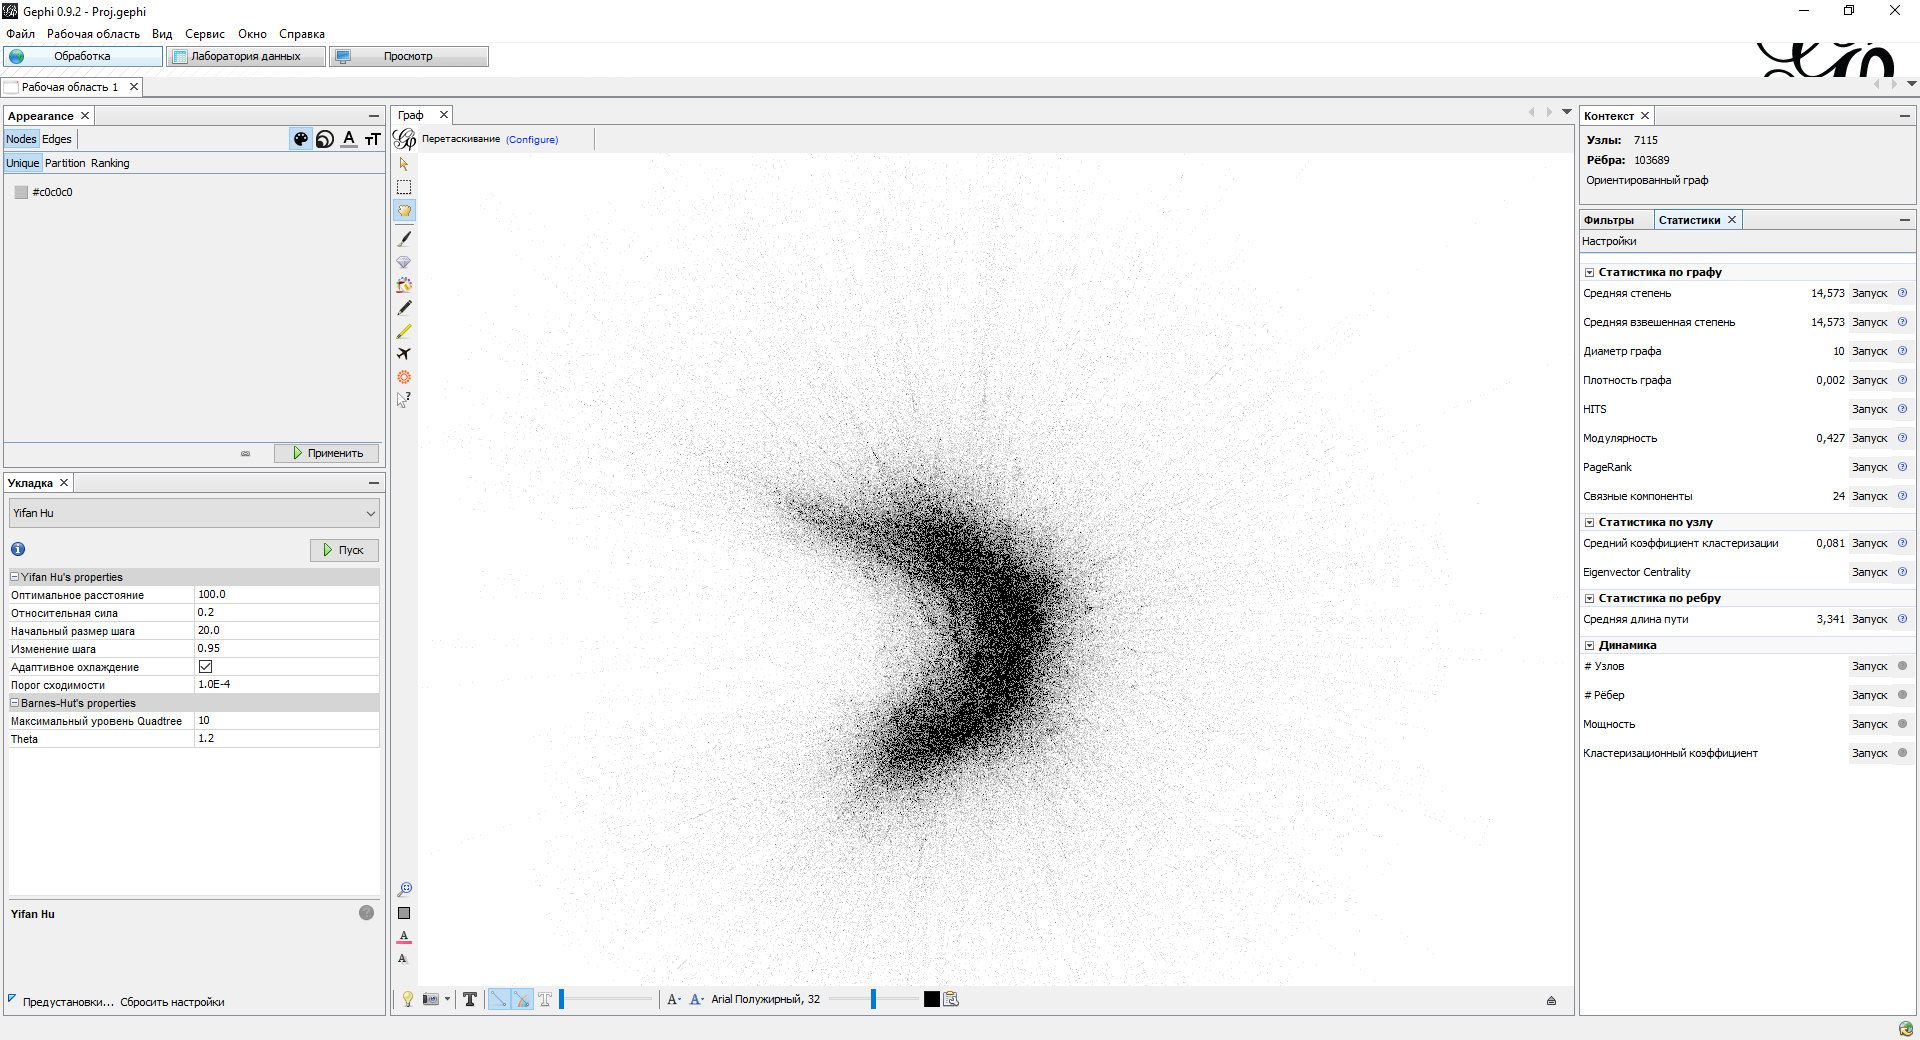 Gephi 0.9.2 - Proj.gephi
Файл Рабочая область Вид Сервис Окно Справка
Обработка Лаборатория данных Просмотр
Рабочая область 1
Appearance
Nodes Edges
Unique Partition Ranking
#c0c0c0
Применить
Укладка
Yifan Hu
Пуск
Yifan Hu's properties
Оптимальное расстояние 100.0
Относительная сила 0.2
Начальный размер шага 20.0
Изменение шага 0.95
Адаптивное охлаждение
Порог сходимости 1.0E-4
Barnes-Hut's properties
Максимальный уровень Quadtree 10
Theta 1.2
Yifan Hu
Предустановки... Сбросить настройки
Граф
Перетаскивание (Configure)
Arial Полужирный, 32
Контекст
Узлы: 7115
Рёбра: 103689
Ориентированный граф
Фильтры Статистики
Настройки
Статистика по графу
Средняя степень 14,573 Запуск
Средняя взвешенная степень 14,573 Запуск
Диаметр графа 10 Запуск
Плотность графа 0,002 Запуск
HITS Запуск
Модулярность 0,427 Запуск
PageRank Запуск
Связные компоненты 24 Запуск
Статистика по узлу
Средний коэффициент кластеризации 0,081 Запуск
Eigenvector Centrality Запуск
Статистика по ребру
Средняя длина пути 3,341 Запуск
Динамика
# Узлов Запуск
# Рёбер Запуск
Мощность Запуск
Кластеризационный коэффициент Запуск